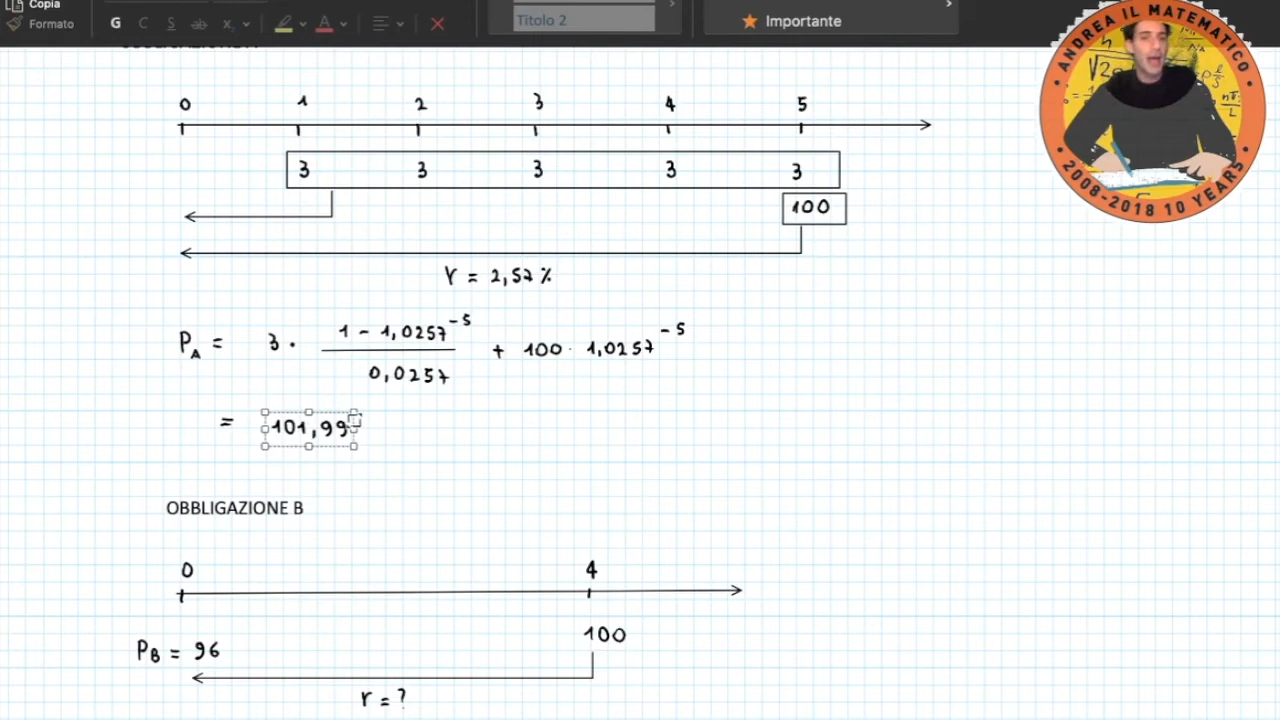 Copia
Formato
G C S ab x A
Titolo 2
Importante
ANDREA IL MATEMATICO
2008-2018 10 YEARS
0 1 2 3 4 5
3 3 3 3 3
100
r = 2,57%
P_A = 3 · (1 - 1,0257^-5) / 0,0257 + 100 · 1,0257^-5
= 101,99
OBBLIGAZIONE B
0 4
100
P_B = 96
r = ?